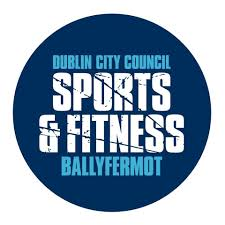 DUBLIN CITY COUNCIL
SPORTS
& FITNESS
BALLYFERMOT